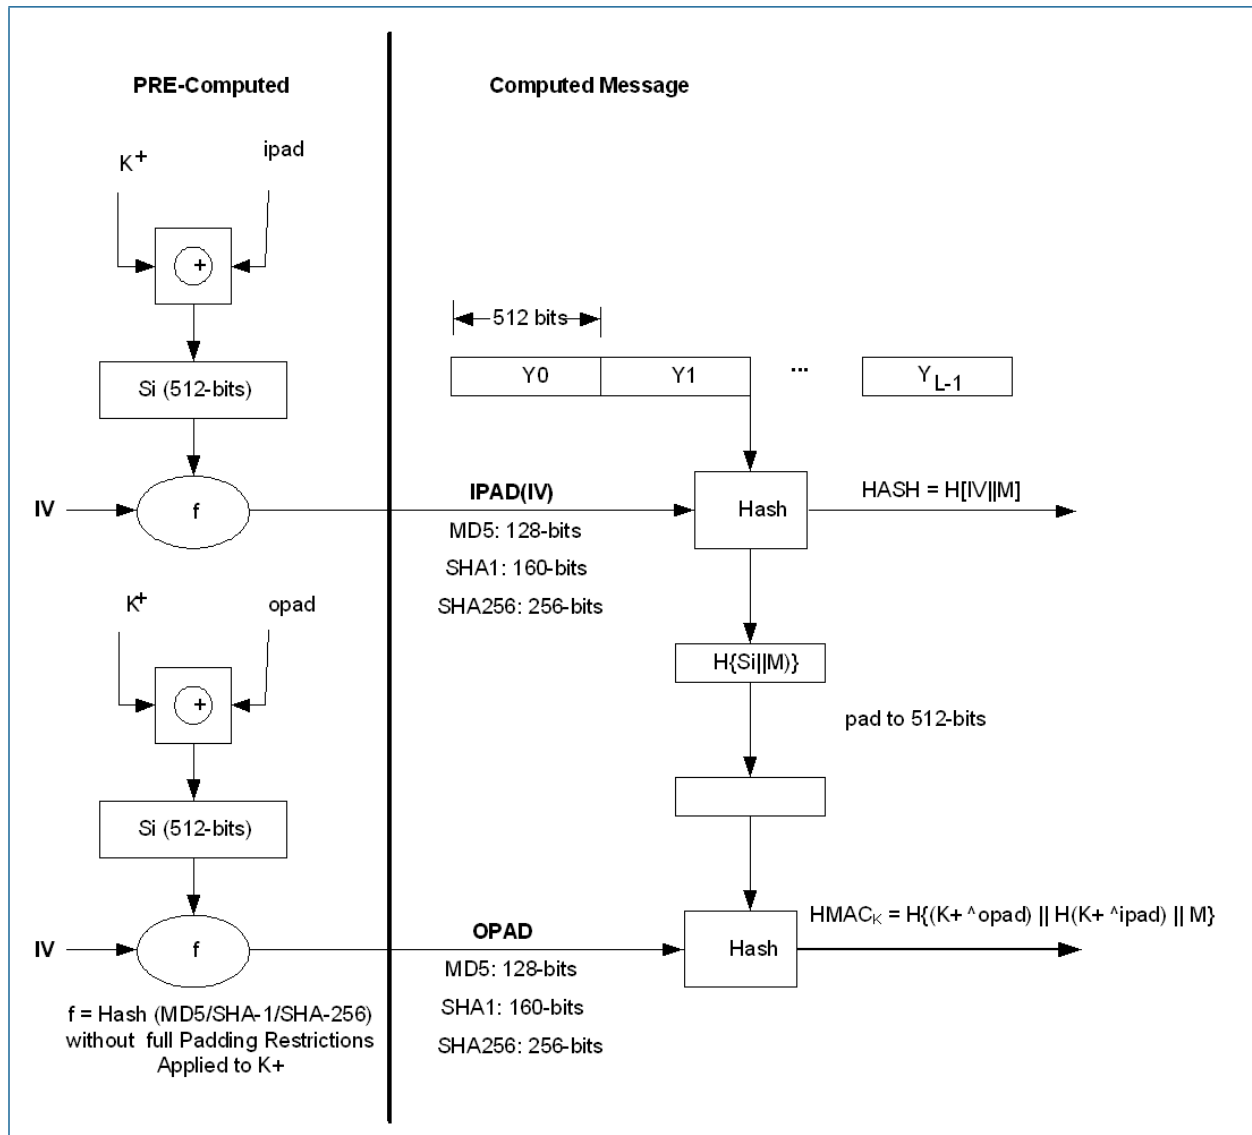 PRE-Computed
Computed Message
K+
ipad
+
Si (512-bits)
IV
f
512 bits
Y0
Y1
...
YL-1
IPAD(IV)
MD5: 128-bits
SHA1: 160-bits
SHA256: 256-bits
Hash
HASH = H[IV||M]
K+
opad
+
Si (512-bits)
IV
f
f = Hash (MD5/SHA-1/SHA-256)
without full Padding Restrictions
Applied to K+
H{Si||M)}
pad to 512-bits
OPAD
MD5: 128-bits
SHA1: 160-bits
SHA256: 256-bits
Hash
HMACK = H{(K+ ^opad) || H(K+ ^ipad) || M}